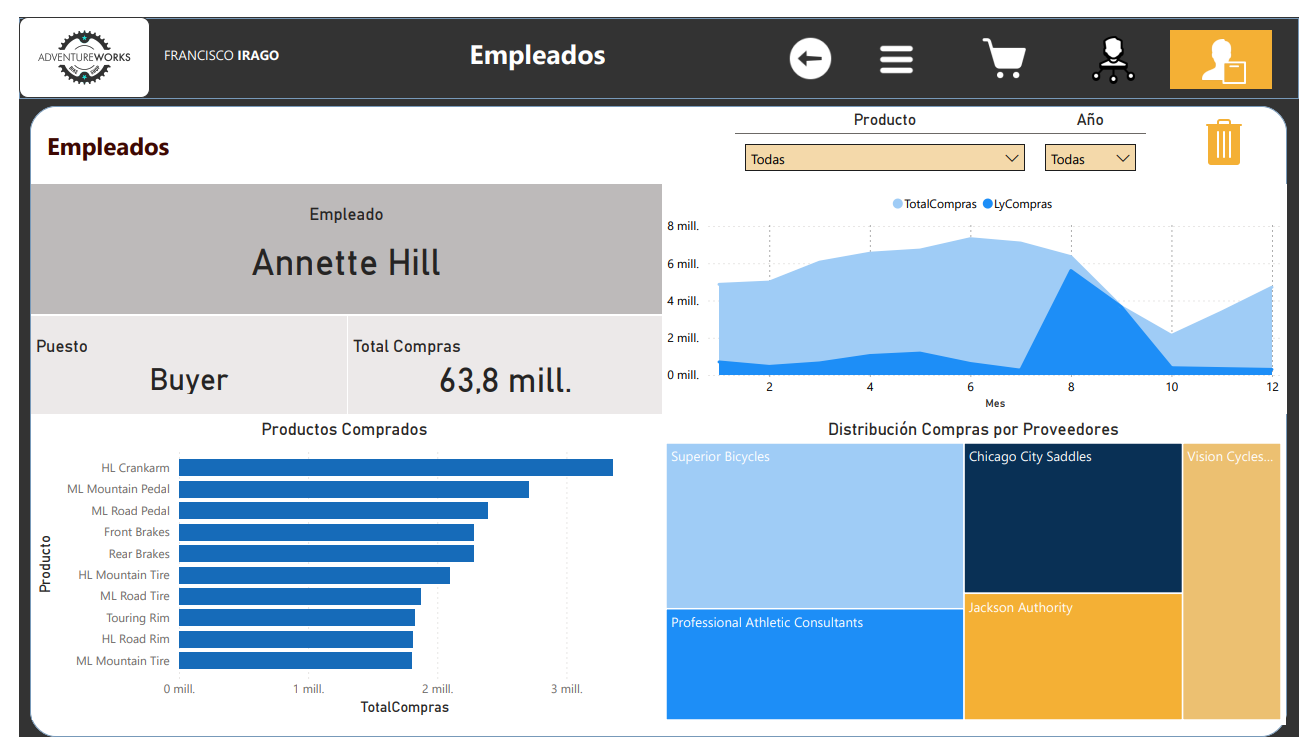 ADVENTUREWORKS
BIKE SHOP
FRANCISCO IRAGO
Empleados
Empleados
Producto
Año
Todas
Todas
Empleado
Annette Hill
Puesto
Buyer
Total Compras
63,8 mill.
TotalCompras LyCompras
8 mill.
6 mill.
4 mill.
2 mill.
0 mill.
2 4 6 8 10 12
Mes
Productos Comprados
Producto
HL Crankarm
ML Mountain Pedal
ML Road Pedal
Front Brakes
Rear Brakes
HL Mountain Tire
ML Road Tire
Touring Rim
HL Road Rim
ML Mountain Tire
0 mill. 1 mill. 2 mill. 3 mill.
TotalCompras
Distribución Compras por Proveedores
Superior Bicycles
Professional Athletic Consultants
Chicago City Saddles
Jackson Authority
Vision Cycles...